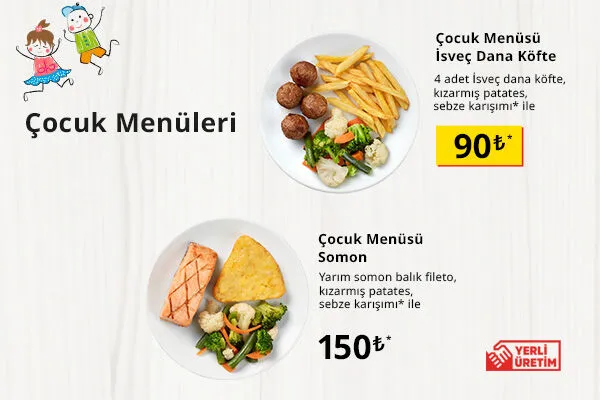 Çocuk Menüleri
Çocuk Menüsü
İsveç Dana Köfte
4 adet İsveç dana köfte,
kızarmış patates,
sebze karışımı* ile
90₺*
Çocuk Menüsü
Somon
Yarım somon balık fileto,
kızarmış patates,
sebze karışımı* ile
150₺*
YERLİ
ÜRETİM